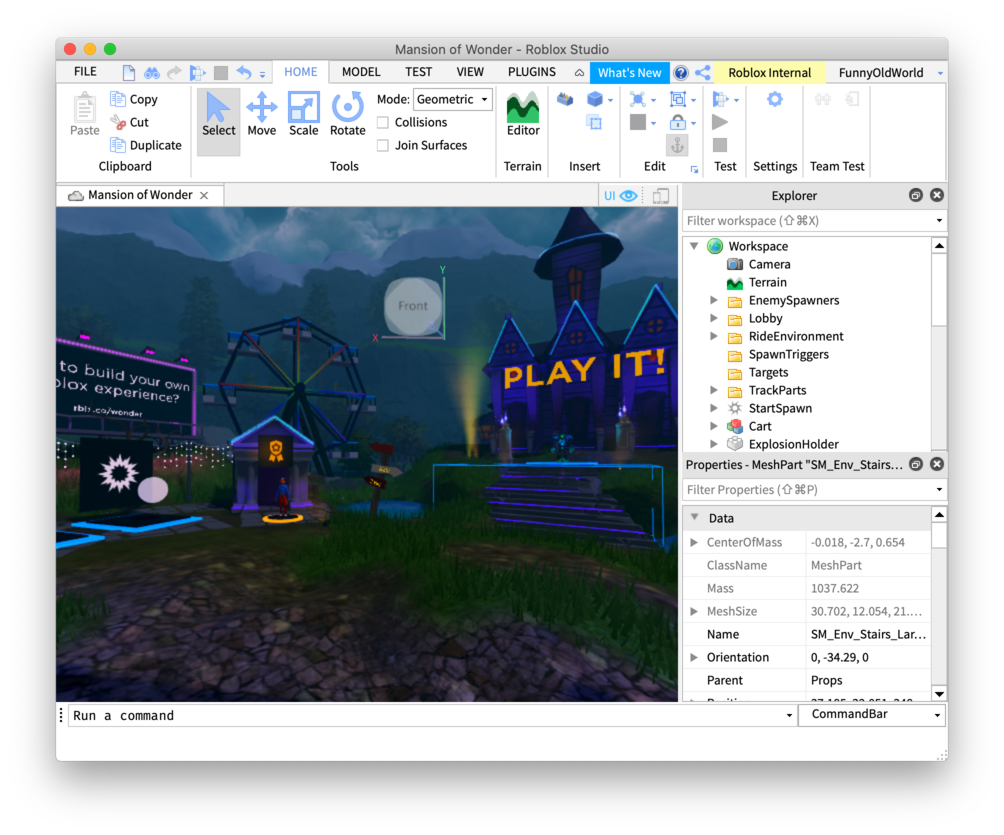 Mansion of Wonder - Roblox Studio
FILE HOME MODEL TEST VIEW PLUGINS What's New Roblox Internal FunnyOldWorld
Paste
Copy
Cut
Duplicate
Clipboard
Select Move Scale Rotate
Mode: Geometric
Collisions
Join Surfaces
Tools
Editor
Terrain
Insert
Edit
Test
Settings
Team Test
Mansion of Wonder
UI
Front
Y
X
to build your own
blox experience?
rblx.co/wonder
PLAY IT!
Explorer
Filter workspace (⇧⌘X)
Workspace
Camera
Terrain
EnemySpawners
Lobby
RideEnvironment
SpawnTriggers
Targets
TrackParts
StartSpawn
Cart
ExplosionHolder
Properties - MeshPart "SM_Env_Stairs...
Filter Properties (⇧⌘P)
Data
CenterOfMass -0.018, -2.7, 0.654
ClassName MeshPart
Mass 1037.622
MeshSize 30.702, 12.054, 21....
Name SM_Env_Stairs_Lar...
Orientation 0, -34.29, 0
Parent Props
Run a command
CommandBar